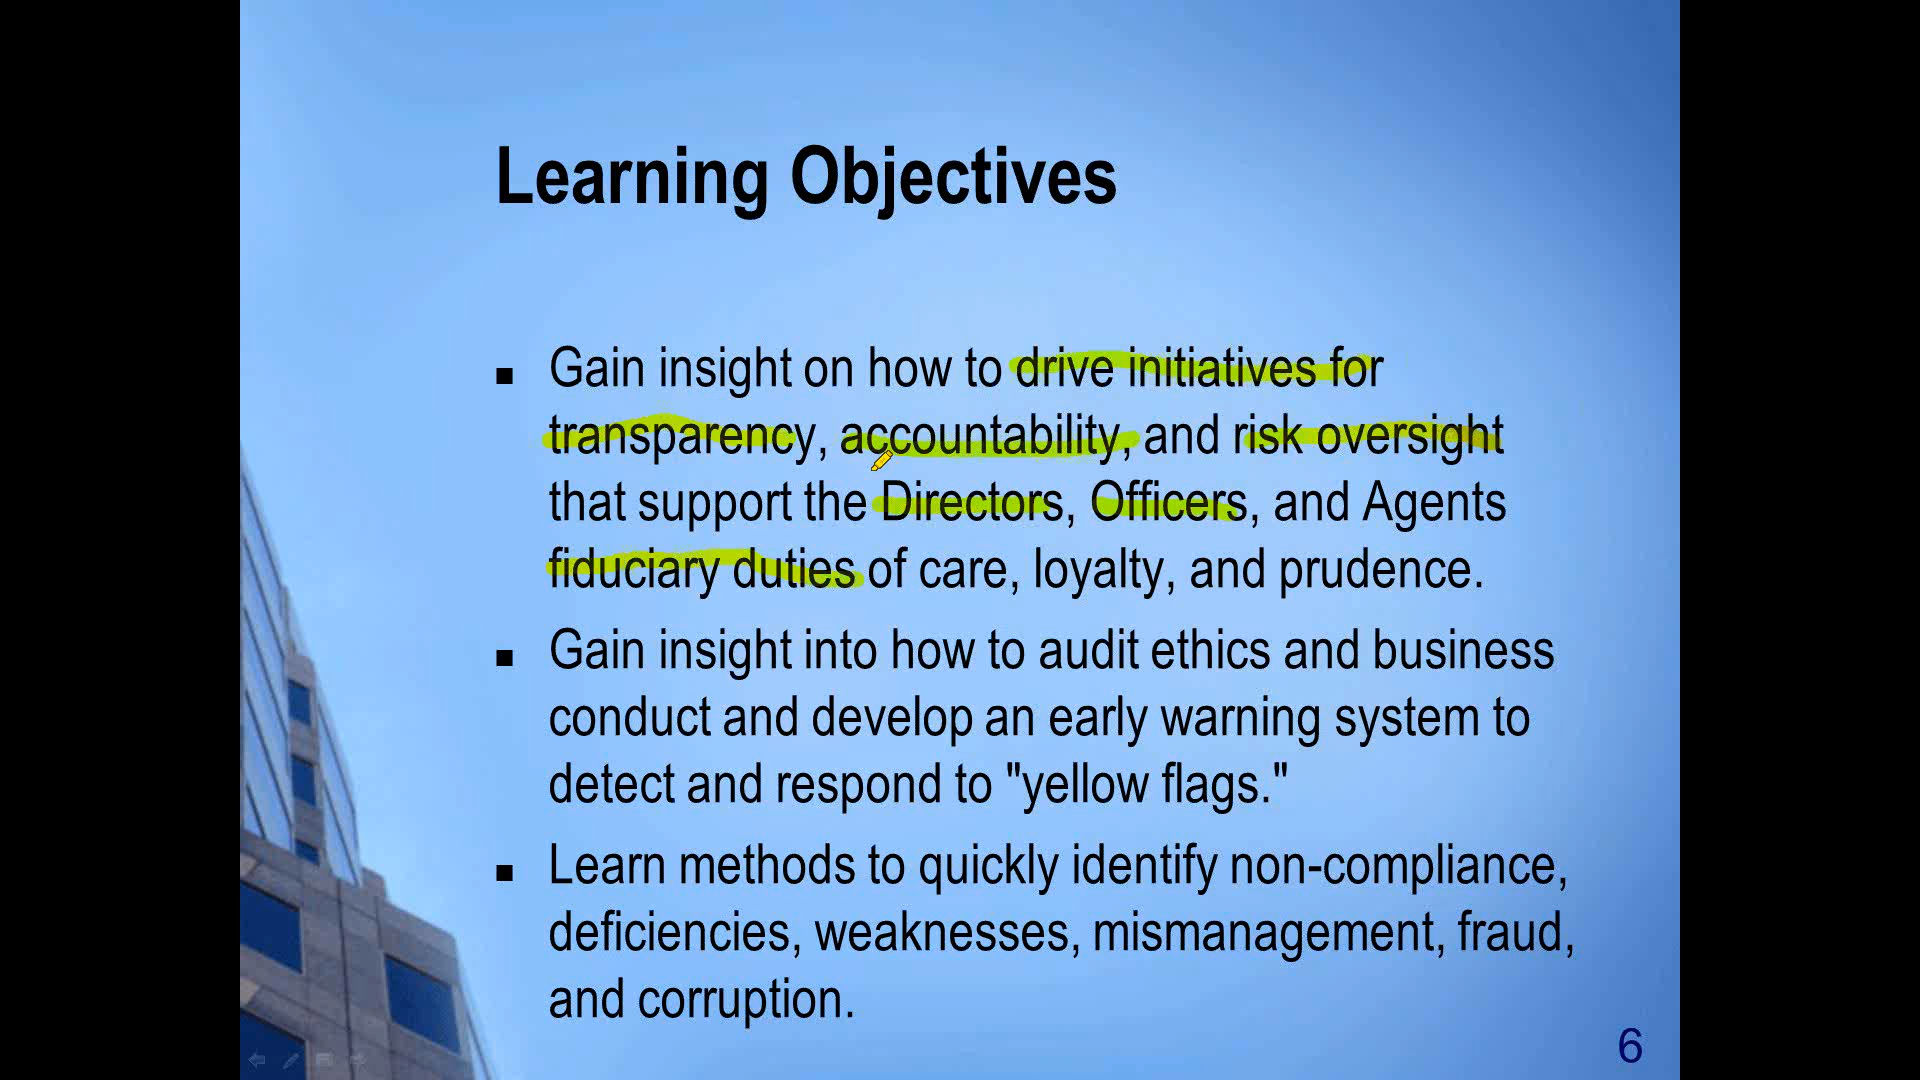 Learning Objectives
Gain insight on how to drive initiatives for
transparency, accountability, and risk oversight
that support the Directors, Officers, and Agents
fiduciary duties of care, loyalty, and prudence.
Gain insight into how to audit ethics and business
conduct and develop an early warning system to
detect and respond to "yellow flags."
Learn methods to quickly identify non-compliance,
deficiencies, weaknesses, mismanagement, fraud,
and corruption.
6